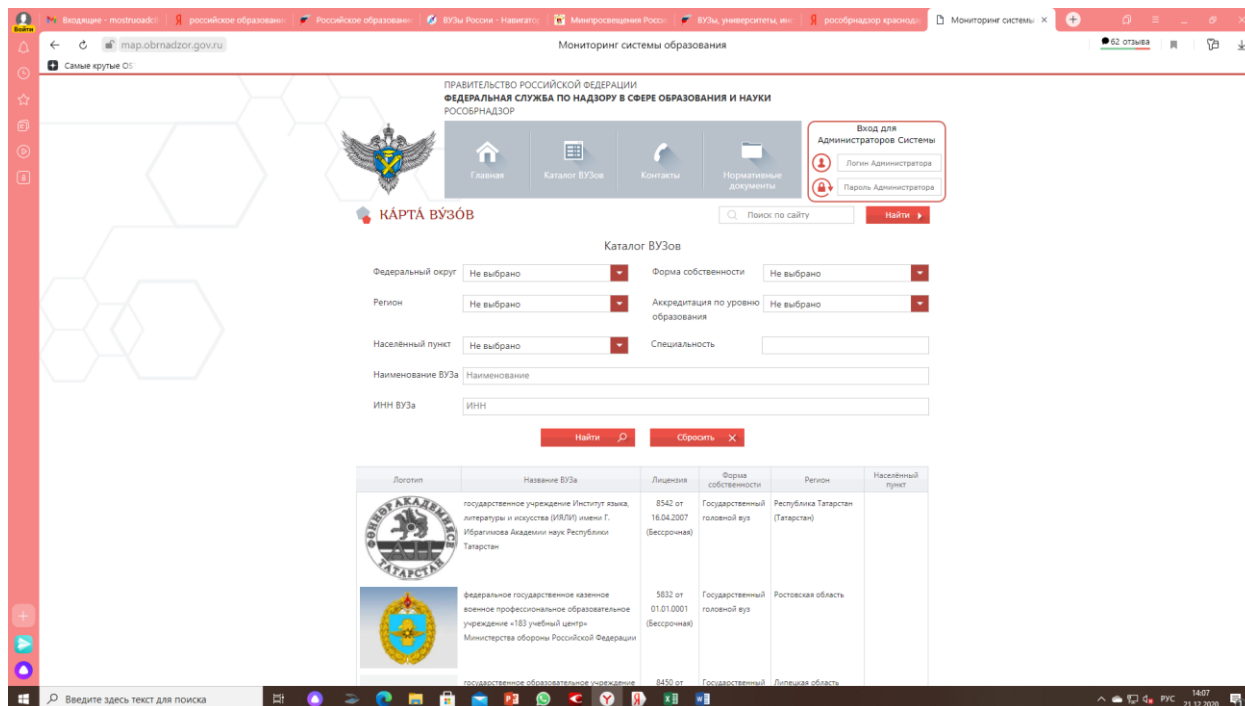 Войти
Входящие - mostruoadc
российское образовани
Российское образовани
ВУЗы России - Навигатор
Минпросвещения Росси
ВУЗы, университеты, инс
рособрнадзор краснода
Мониторинг системы
map.obrnadzor.gov.ru
Мониторинг системы образования
62 отзыва
Самые крутые OS
8
ПРАВИТЕЛЬСТВО РОССИЙСКОЙ ФЕДЕРАЦИИ
ФЕДЕРАЛЬНАЯ СЛУЖБА ПО НАДЗОРУ В СФЕРЕ ОБРАЗОВАНИЯ И НАУКИ
РОСОБРНАДЗОР
Главная
Каталог ВУЗов
Контакты
Нормативные
документы
Вход для
Администраторов Системы
Логин Администратора
Пароль Администратора
КА́РТА́ ВУ́ЗО́В
Поиск по сайту
Найти
Каталог ВУЗов
Федеральный округ
Не выбрано
Форма собственности
Не выбрано
Регион
Не выбрано
Аккредитация по уровню
образования
Не выбрано
Населённый пункт
Не выбрано
Специальность
Наименование ВУЗа
Наименование
ИНН ВУЗа
ИНН
Найти
Сбросить
Логотип
Название ВУЗа
Лицензия
Форма
собственности
Регион
Населённый
пункт
ТАТАРСТАН
государственное учреждение Институт языка,
литературы и искусства (ИЯЛИ) имени Г.
Ибрагимова Академии наук Республики
Татарстан
8542 от
16.04.2007
(Бессрочная)
Государственный
головной вуз
Республика Татарстан
(Татарстан)
федеральное государственное казенное
военное профессиональное образовательное
учреждение «183 учебный центр»
Министерства обороны Российской Федерации
5832 от
01.01.0001
(Бессрочная)
Государственный
головной вуз
Ростовская область
государственное образовательное учреждение
8450 от
Государственный
Липецкая область
Введите здесь текст для поиска
РУС
14:07
21.12.2020